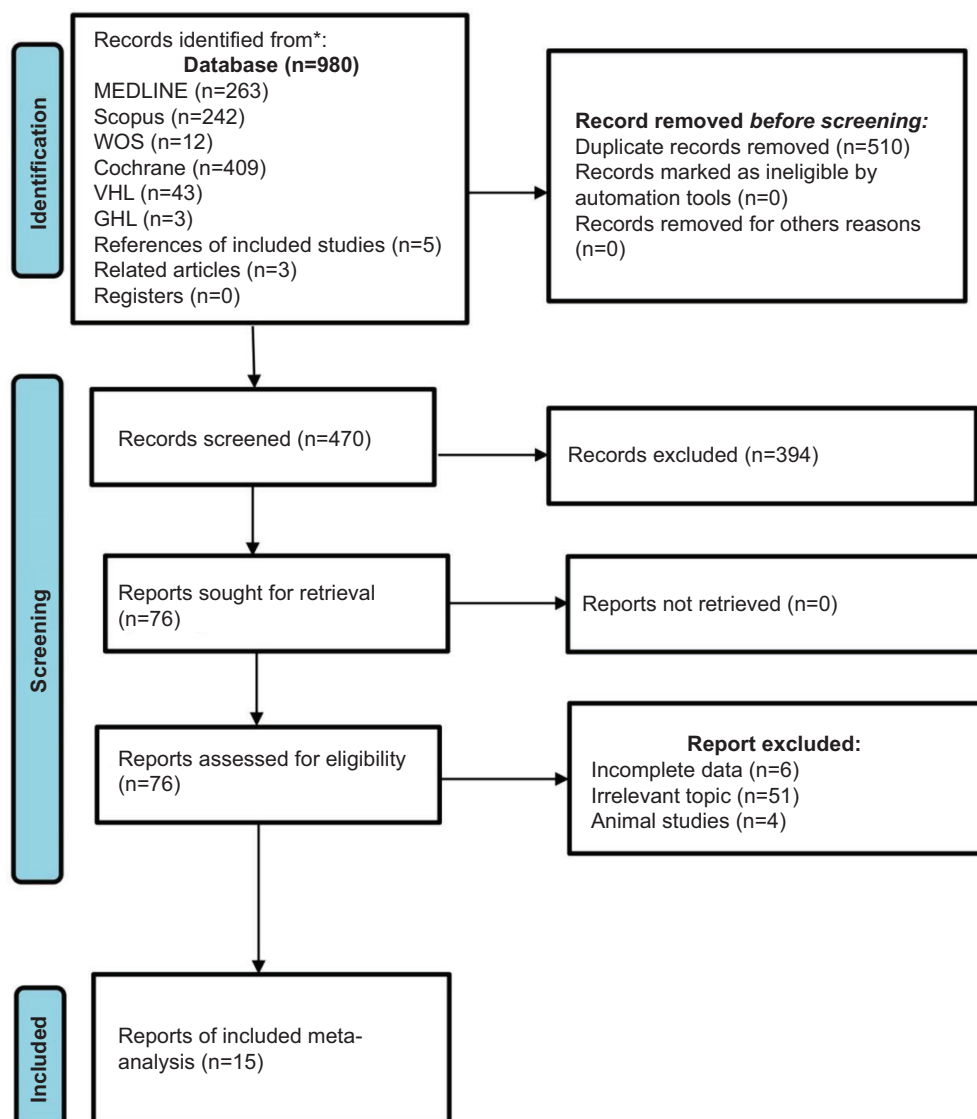 Identification
Records identified from*:
Database (n=980)
MEDLINE (n=263)
Scopus (n=242)
WOS (n=12)
Cochrane (n=409)
VHL (n=43)
GHL (n=3)
References of included studies (n=5)
Related articles (n=3)
Registers (n=0)
Record removed before screening:
Duplicate records removed (n=510)
Records marked as ineligible by
automation tools (n=0)
Records removed for others reasons
(n=0)
Screening
Records screened (n=470)
Records excluded (n=394)
Reports sought for retrieval
(n=76)
Reports not retrieved (n=0)
Reports assessed for eligibility
(n=76)
Report excluded:
Incomplete data (n=6)
Irrelevant topic (n=51)
Animal studies (n=4)
Included
Reports of included meta-
analysis (n=15)